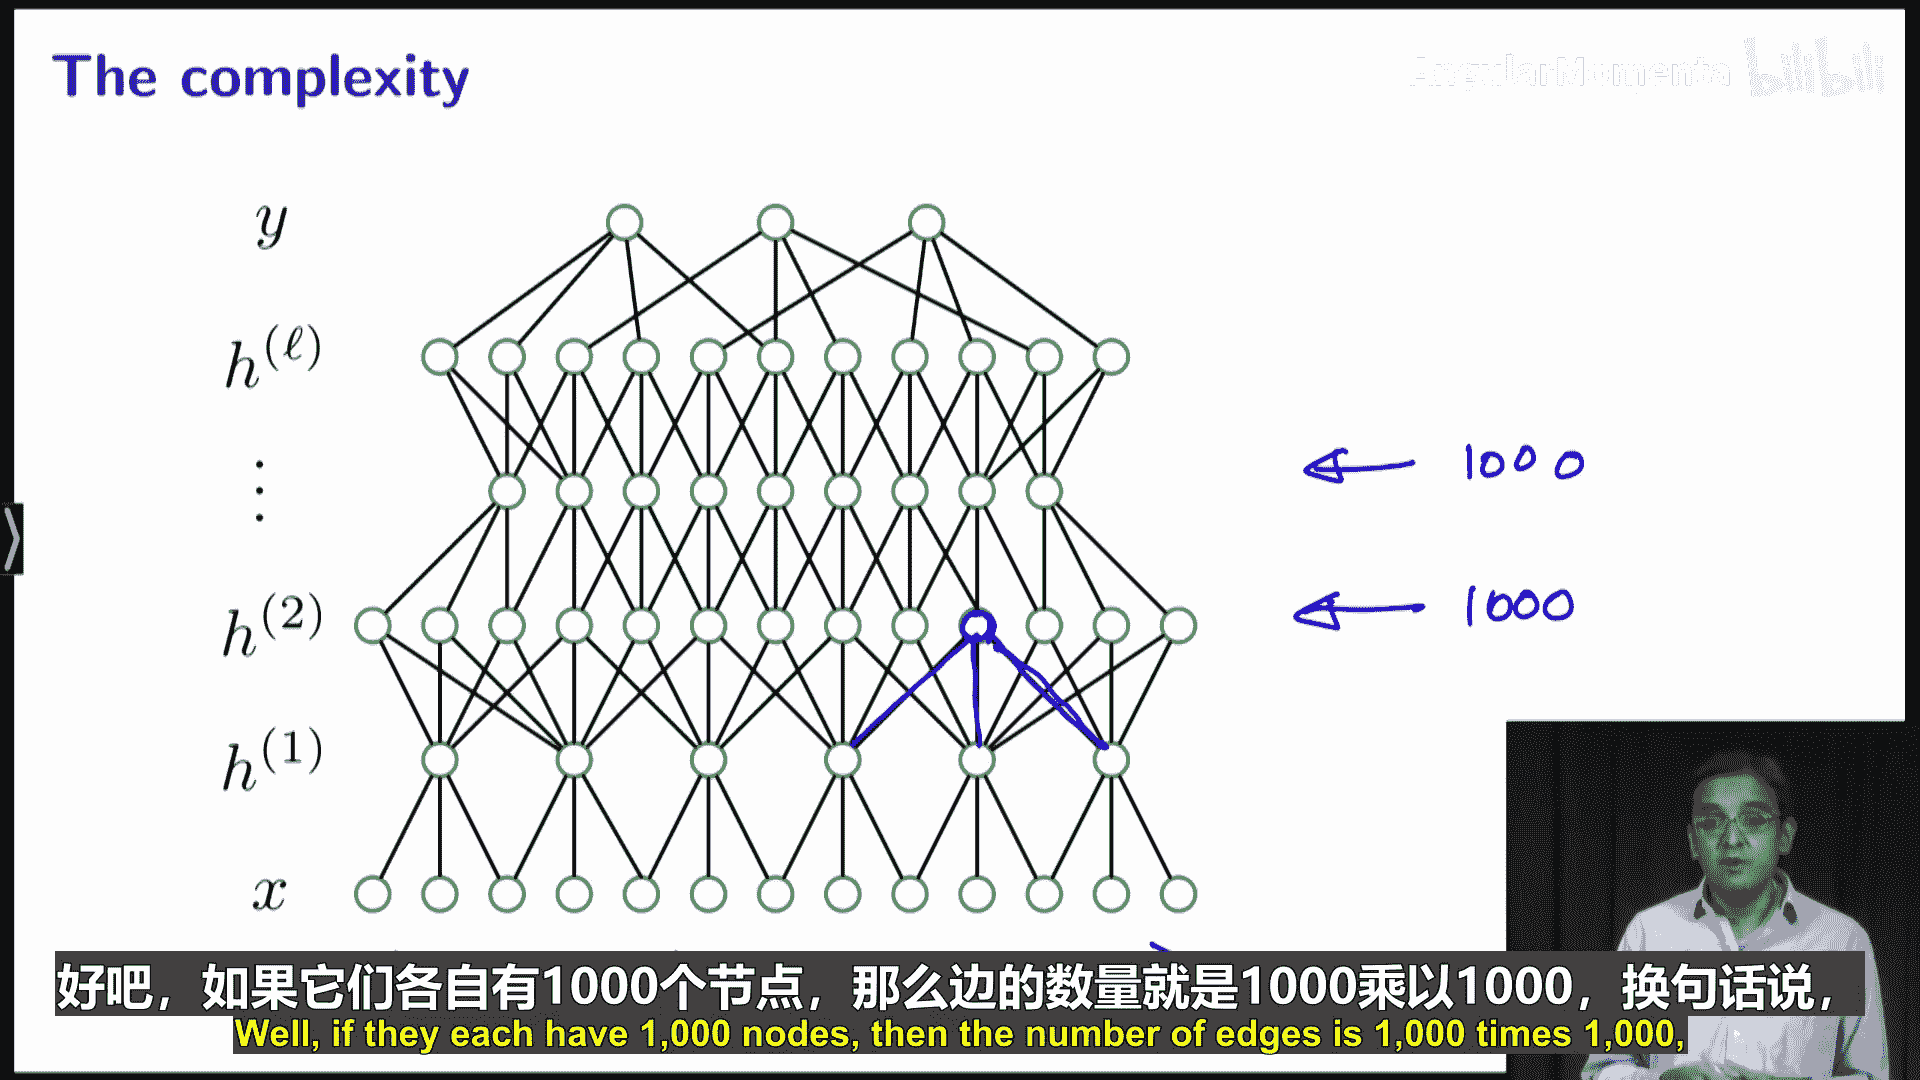 The complexity
AngularMomenta bilibili
y
h^(ℓ)
⋮
1000
h^(2)
1000
h^(1)
x
好吧，如果它们各自有1000个节点，那么边的数量就是1000乘以1000，换句话说，
Well, if they each have 1,000 nodes, then the number of edges is 1,000 times 1,000,